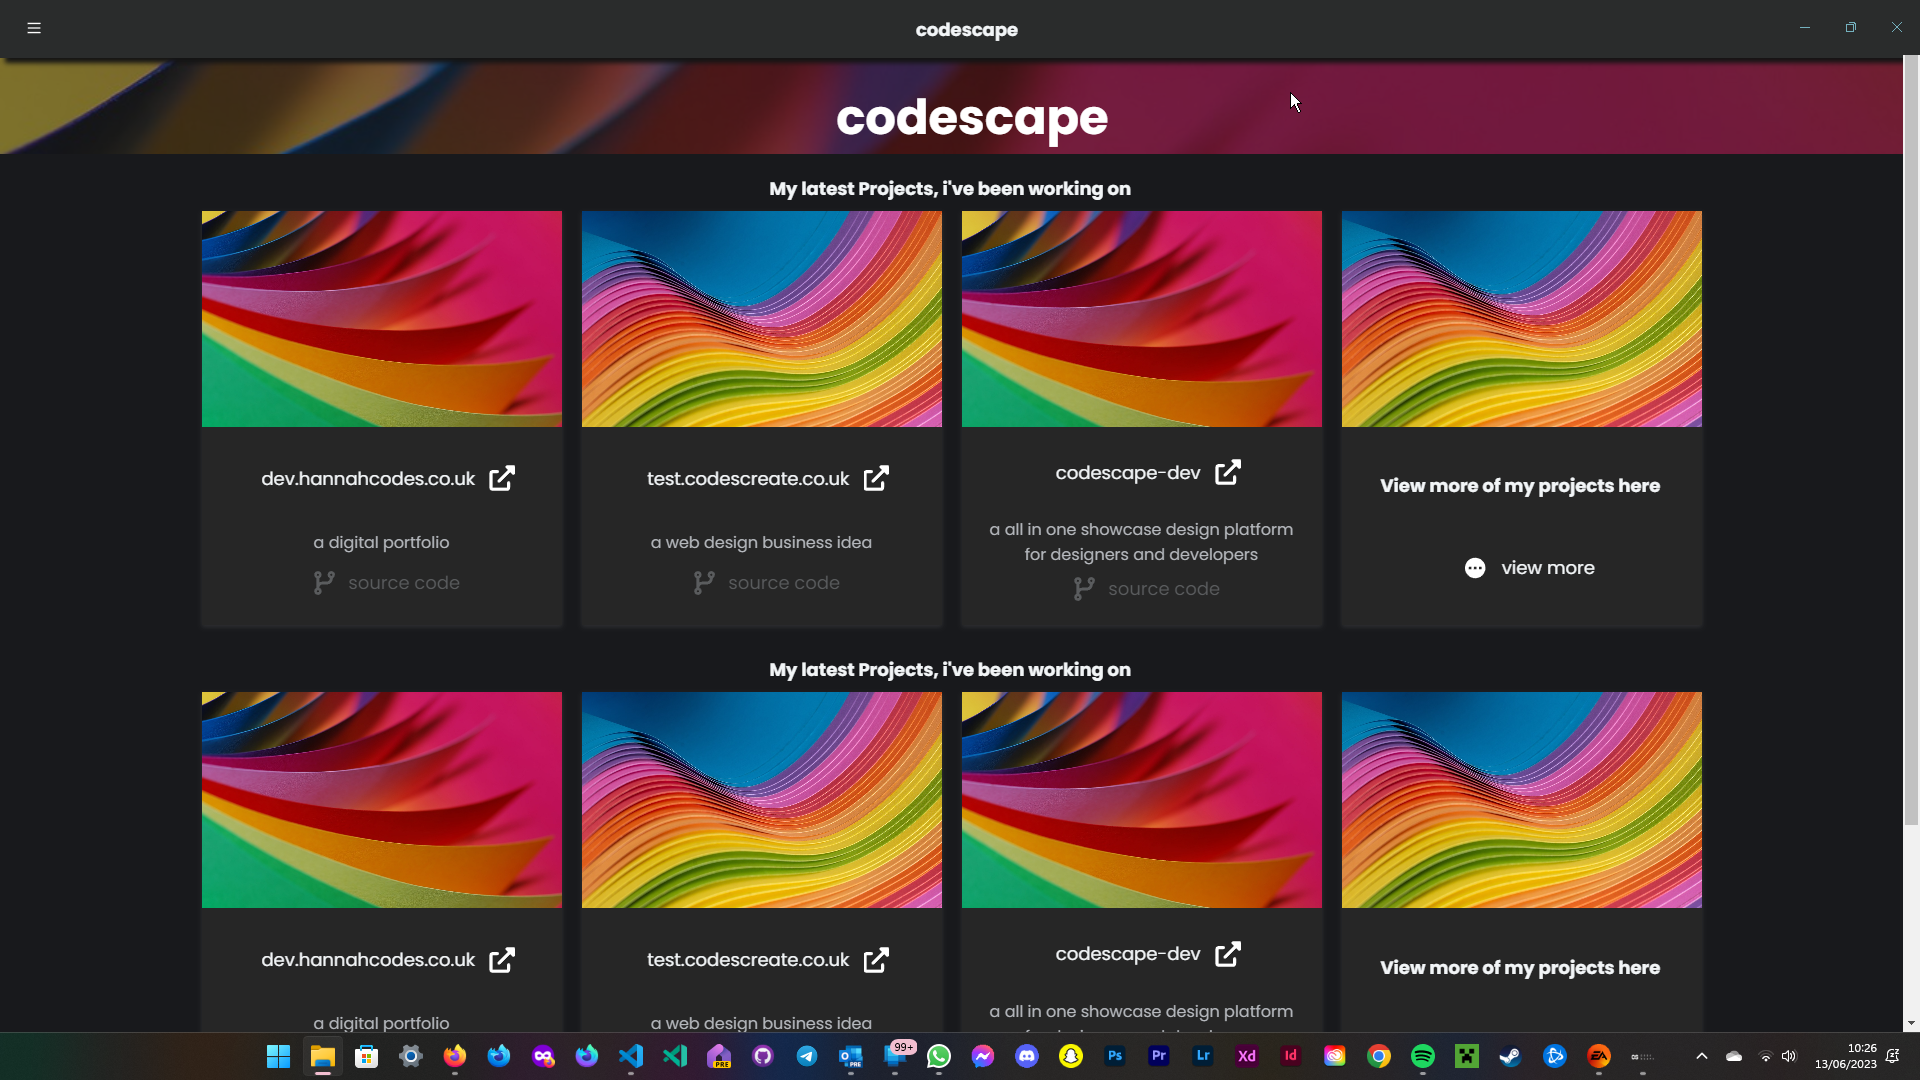 codescape
codescape
My latest Projects, i've been working on
dev.hannahcodes.co.uk
a digital portfolio
source code
test.codescreate.co.uk
a web design business idea
source code
codescape-dev
a all in one showcase design platform
for designers and developers
source code
View more of my projects here
view more
My latest Projects, i've been working on
dev.hannahcodes.co.uk
a digital portfolio
test.codescreate.co.uk
a web design business idea
codescape-dev
a all in one showcase design platform
View more of my projects here
PRE
PRE
99+
Ps
Pr
Lr
Xd
Id
EA
10:26
13/06/2023